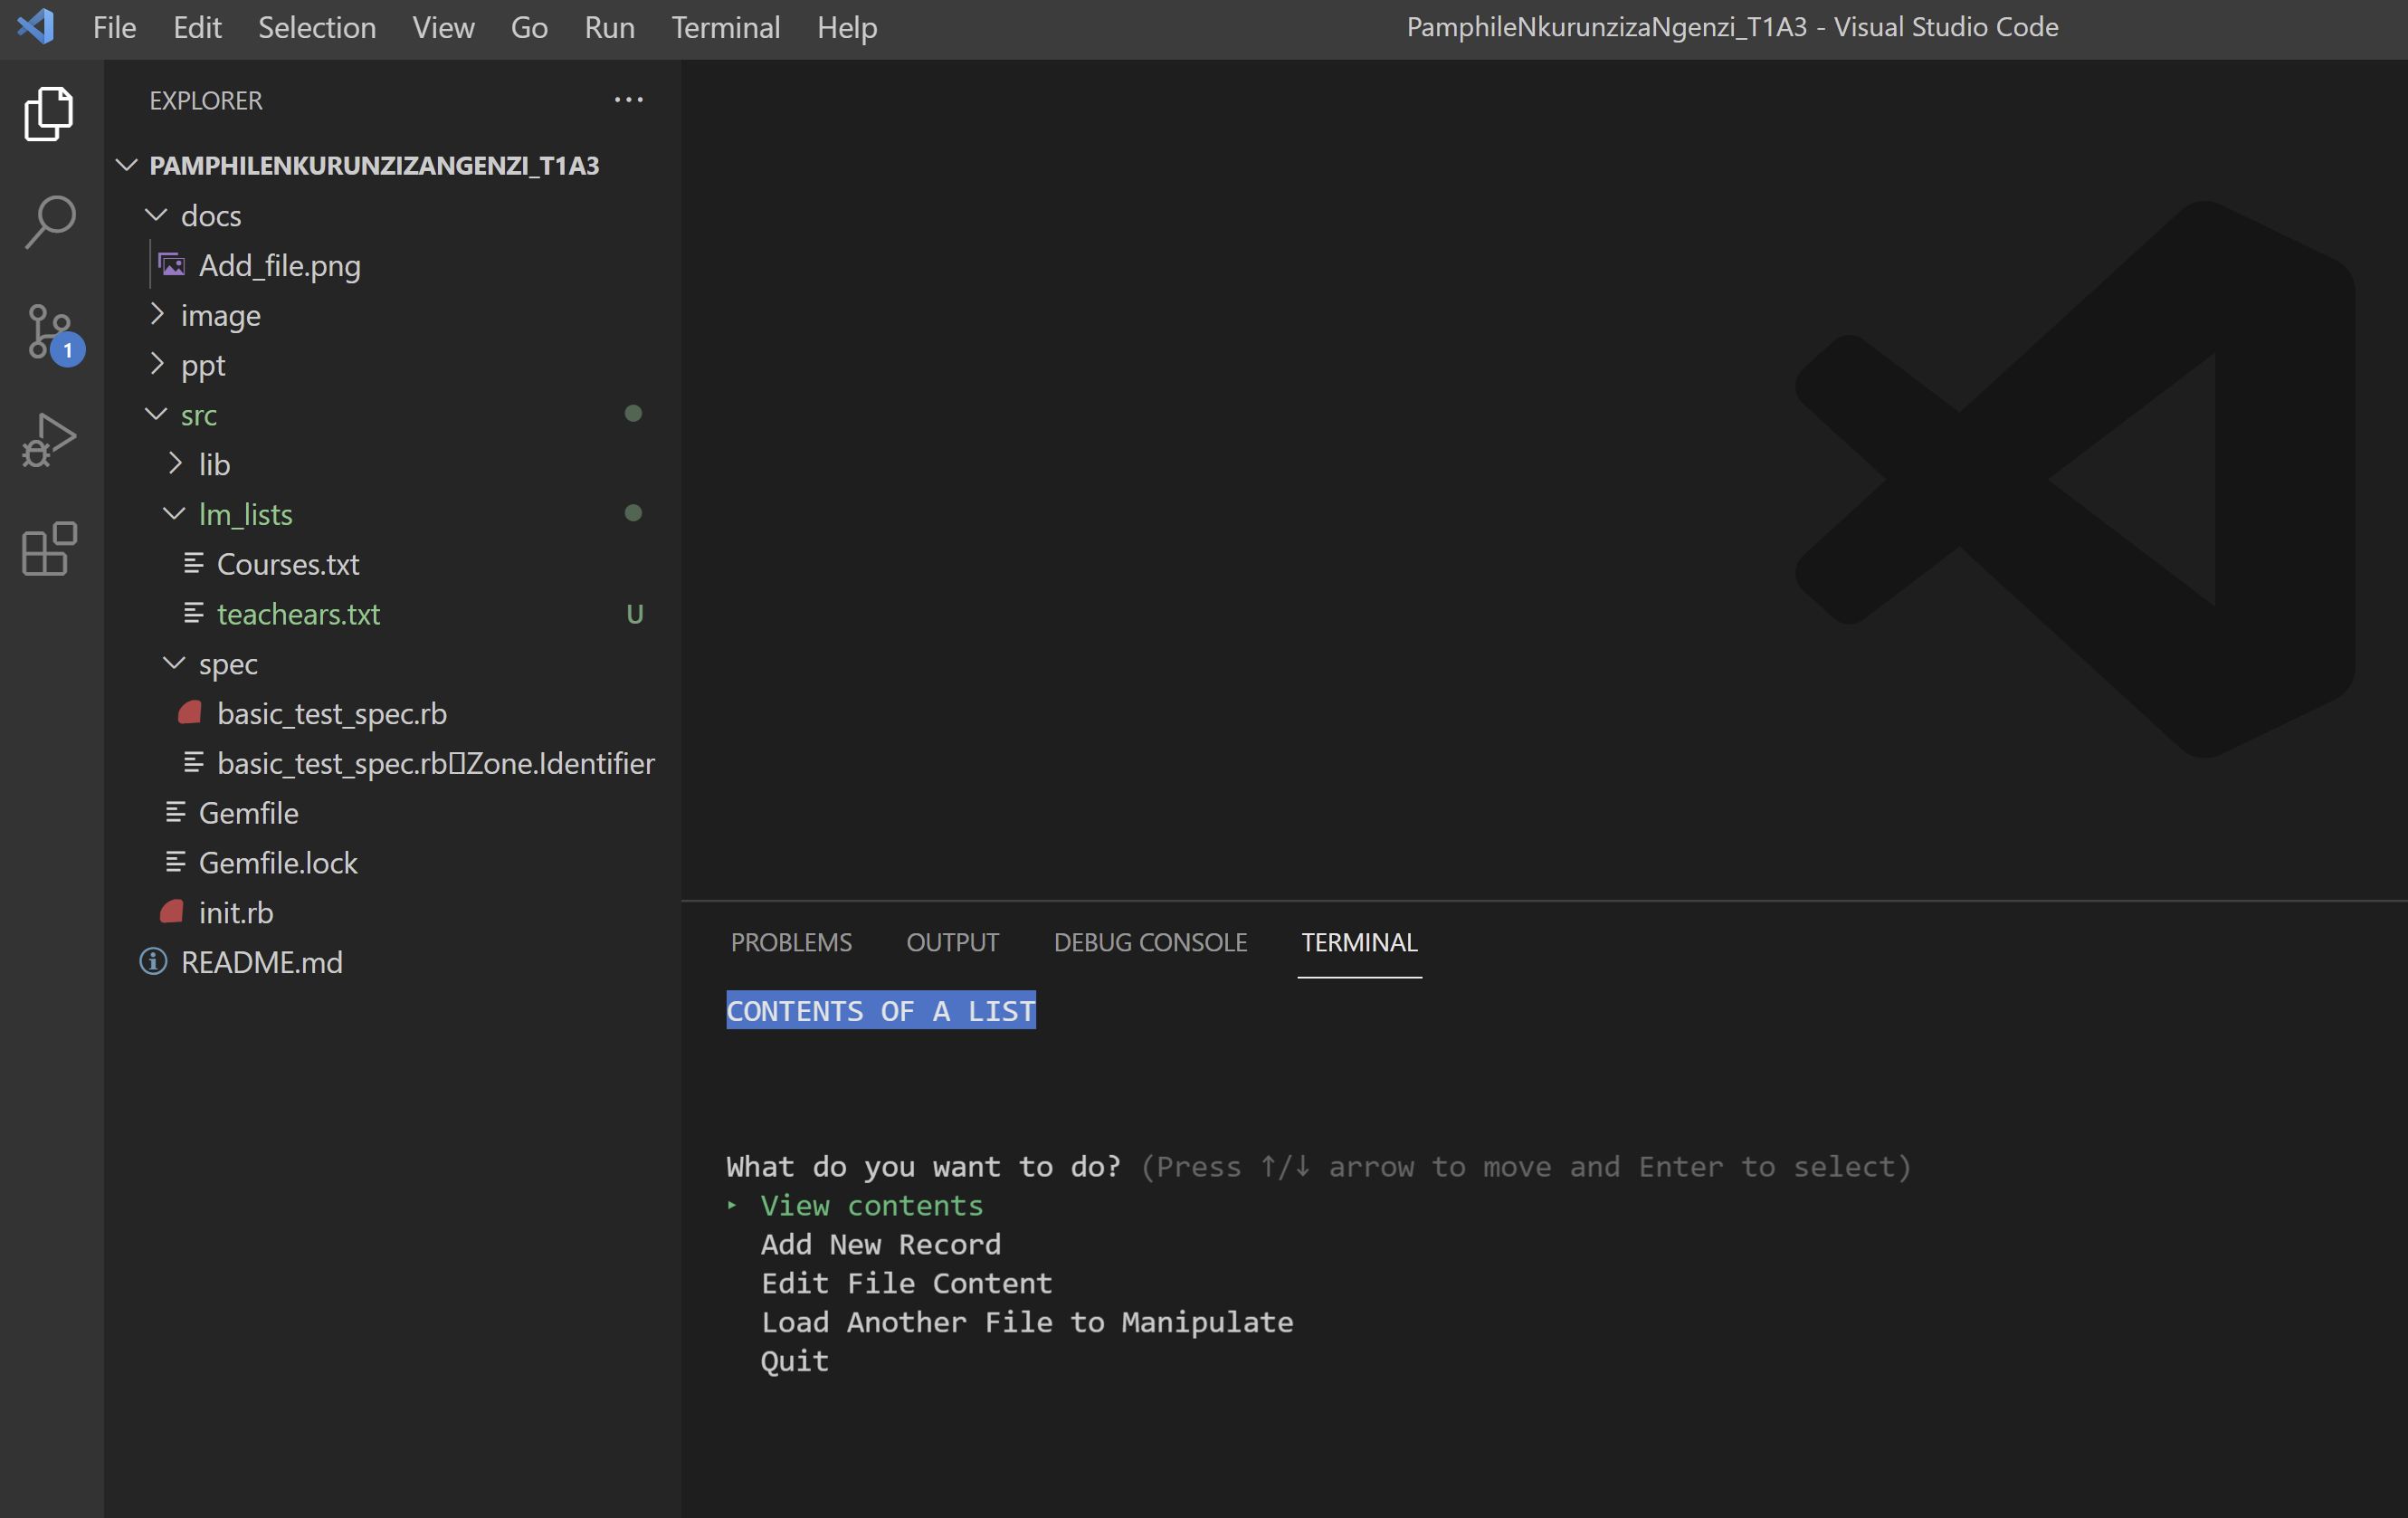 File Edit Selection View Go Run Terminal Help PamphileNkurunzizaNgenzi_T1A3 - Visual Studio Code
EXPLORER ...
PAMPHILENKURUNZIZANGENZI_T1A3
docs
Add_file.png
image
1
ppt
src
lib
lm_lists
Courses.txt
teachears.txt U
spec
basic_test_spec.rb
basic_test_spec.rb▯Zone.Identifier
Gemfile
Gemfile.lock
init.rb
README.md
PROBLEMS OUTPUT DEBUG CONSOLE TERMINAL
CONTENTS OF A LIST
What do you want to do? (Press ↑/↓ arrow to move and Enter to select)
‣ View contents
Add New Record
Edit File Content
Load Another File to Manipulate
Quit